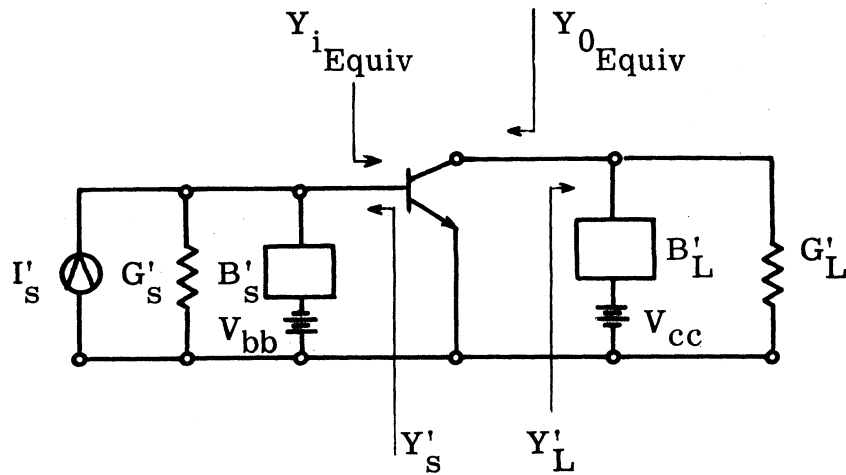 Y_i Equiv
Y_0 Equiv
I'_s
G'_s
B'_s
V_bb
B'_L
V_cc
G'_L
Y'_s
Y'_L